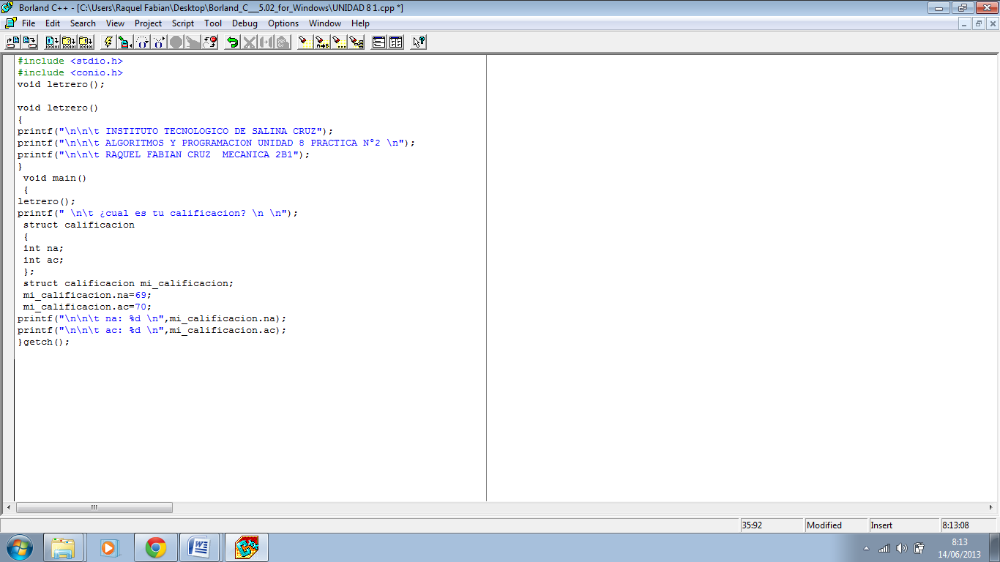 Borland C++ - [C:\Users\Raquel Fabian\Desktop\Borland_C___5.02_for_Windows\UNIDAD 8 1.cpp *]
File Edit Search View Project Script Tool Debug Options Window Help
#include <stdio.h>
#include <conio.h>
void letrero();
void letrero()
{
printf("\n\n\t INSTITUTO TECNOLOGICO DE SALINA CRUZ");
printf("\n\n\t ALGORITMOS Y PROGRAMACION UNIDAD 8 PRACTICA N°2 \n");
printf("\n\n\t RAQUEL FABIAN CRUZ  MECANICA 2B1");
}
void main()
{
letrero();
printf(" \n\t ¿cual es tu calificacion? \n \n");
struct calificacion
{
int na;
int ac;
};
struct calificacion mi_calificacion;
mi_calificacion.na=69;
mi_calificacion.ac=70;
printf("\n\n\t na: %d \n",mi_calificacion.na);
printf("\n\n\t ac: %d \n",mi_calificacion.ac);
}getch();
35:92 Modified Insert 8:13:08
8:13
14/06/2013